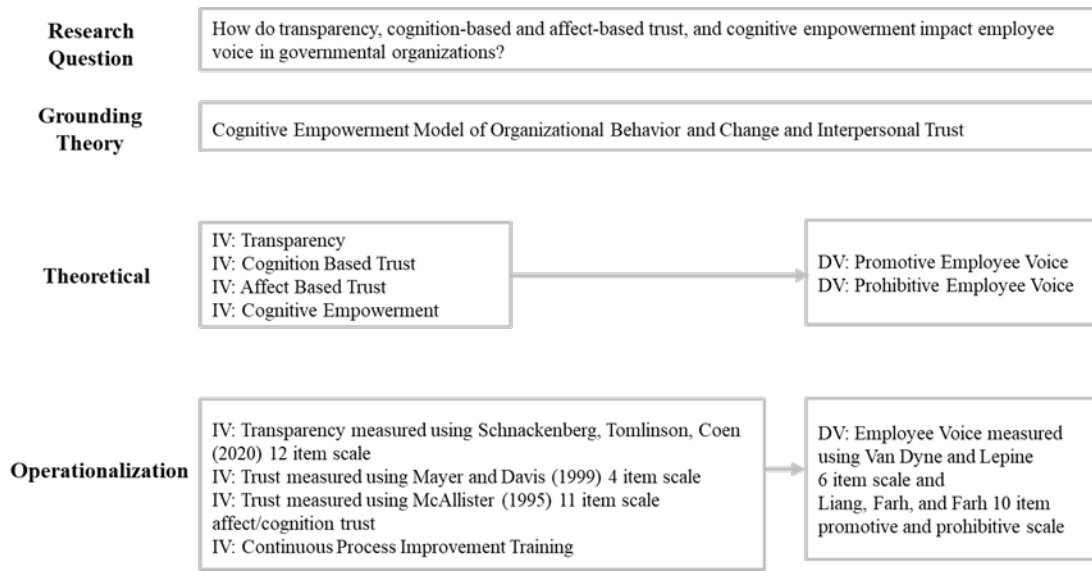 Research
Question
How do transparency, cognition-based and affect-based trust, and cognitive empowerment impact employee
voice in governmental organizations?
Grounding
Theory
Cognitive Empowerment Model of Organizational Behavior and Change and Interpersonal Trust
Theoretical
IV: Transparency
IV: Cognition Based Trust
IV: Affect Based Trust
IV: Cognitive Empowerment
DV: Promotive Employee Voice
DV: Prohibitive Employee Voice
Operationalization
IV: Transparency measured using Schnackenberg, Tomlinson, Coen
(2020) 12 item scale
IV: Trust measured using Mayer and Davis (1999) 4 item scale
IV: Trust measured using McAllister (1995) 11 item scale
affect/cognition trust
IV: Continuous Process Improvement Training
DV: Employee Voice measured
using Van Dyne and Lepine
6 item scale and
Liang, Farh, and Farh 10 item
promotive and prohibitive scale